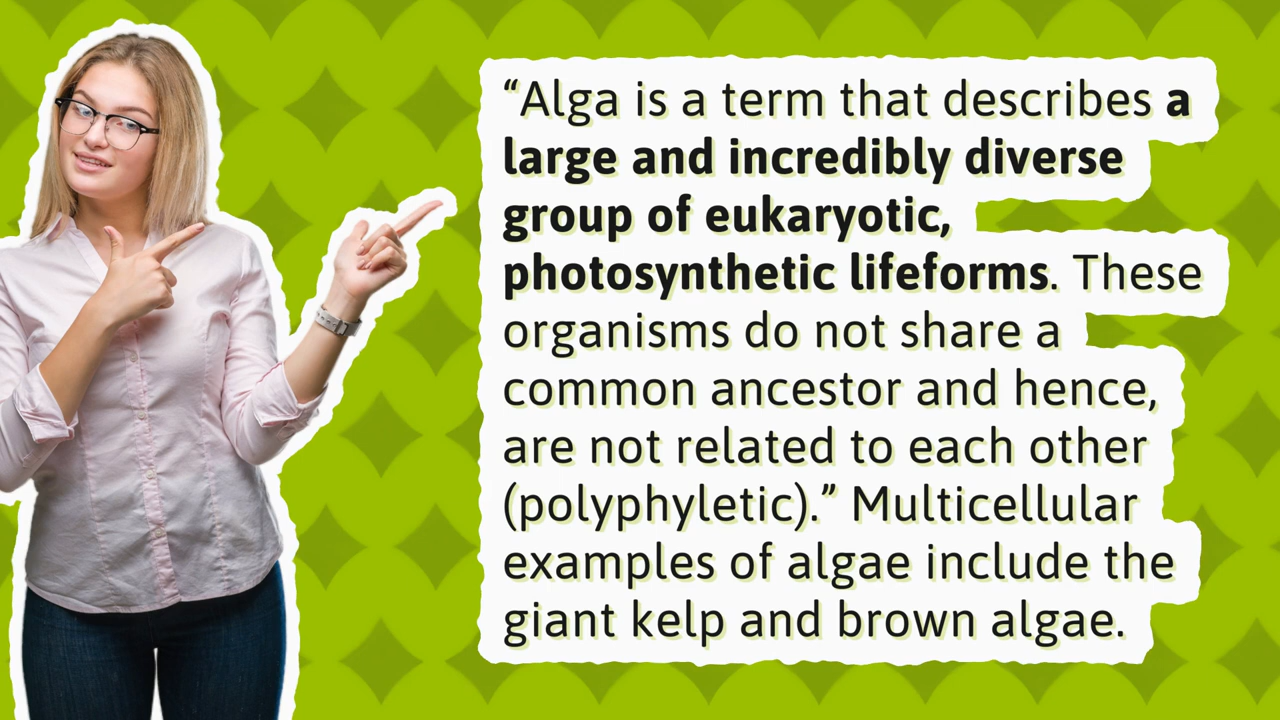 “Alga is a term that describes a
large and incredibly diverse
group of eukaryotic,
photosynthetic lifeforms. These
organisms do not share a
common ancestor and hence,
are not related to each other
(polyphyletic).” Multicellular
examples of algae include the
giant kelp and brown algae.